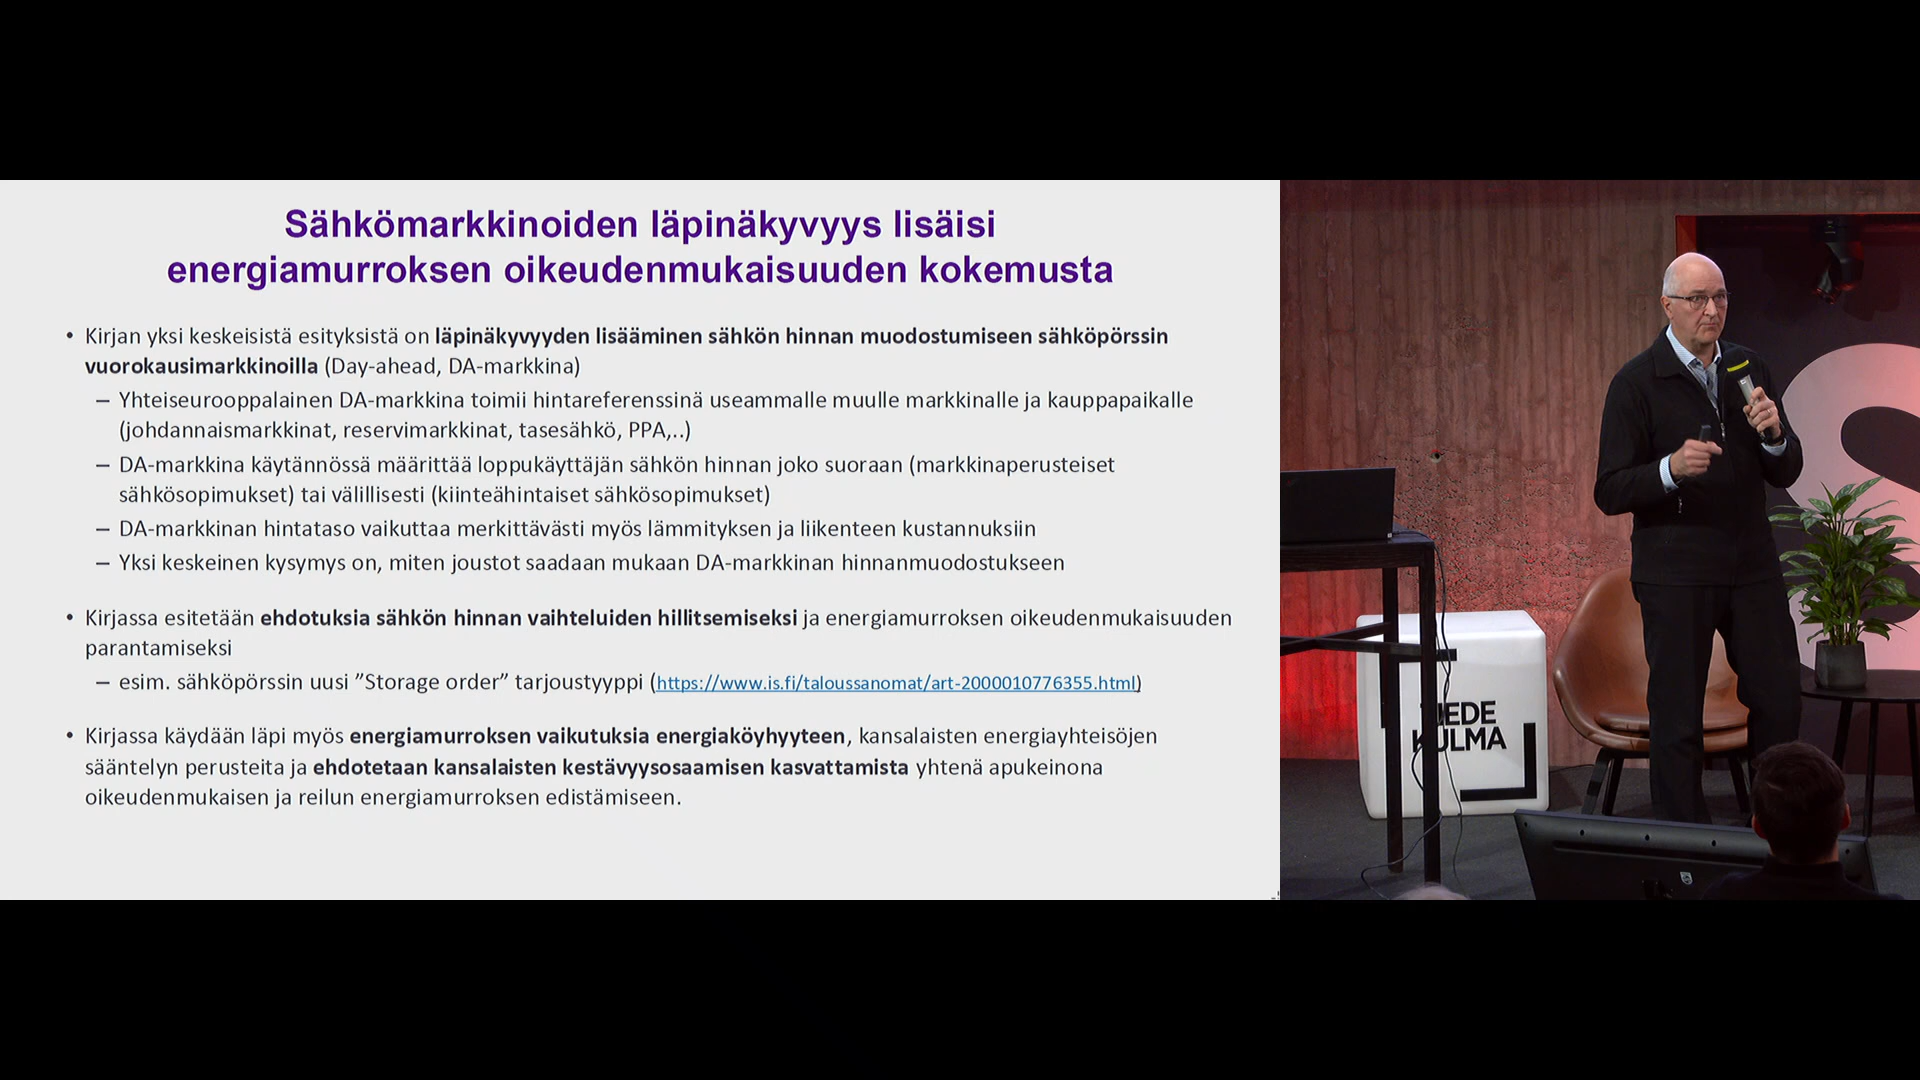 Sähkömarkkinoiden läpinäkyvyys lisäisi
energiamurroksen oikeudenmukaisuuden kokemusta
• Kirjan yksi keskeisistä esityksistä on läpinäkyvyyden lisääminen sähkön hinnan muodostumiseen sähköpörssin
vuorokausimarkkinoilla (Day-ahead, DA-markkina)
– Yhteiseurooppalainen DA-markkina toimii hintareferenssinä useammalle muulle markkinalle ja kauppapaikalle
(johdannaismarkkinat, reservimarkkinat, tasesähkö, PPA,..)
– DA-markkina käytännössä määrittää loppukäyttäjän sähkön hinnan joko suoraan (markkinaperusteiset
sähkösopimukset) tai välillisesti (kiinteähintaiset sähkösopimukset)
– DA-markkinan hintataso vaikuttaa merkittävästi myös lämmityksen ja liikenteen kustannuksiin
– Yksi keskeinen kysymys on, miten joustot saadaan mukaan DA-markkinan hinnanmuodostukseen
• Kirjassa esitetään ehdotuksia sähkön hinnan vaihteluiden hillitsemiseksi ja energiamurroksen oikeudenmukaisuuden
parantamiseksi
– esim. sähköpörssin uusi ”Storage order” tarjoustyyppi (https://www.is.fi/taloussanomat/art-2000010776355.html)
• Kirjassa käydään läpi myös energiamurroksen vaikutuksia energiaköyhyyteen, kansalaisten energiayhteisöjen
sääntelyn perusteita ja ehdotetaan kansalaisten kestävyysosaamisen kasvattamista yhtenä apukeinona
oikeudenmukaisen ja reilun energiamurroksen edistämiseen.
TIEDE
KULMA